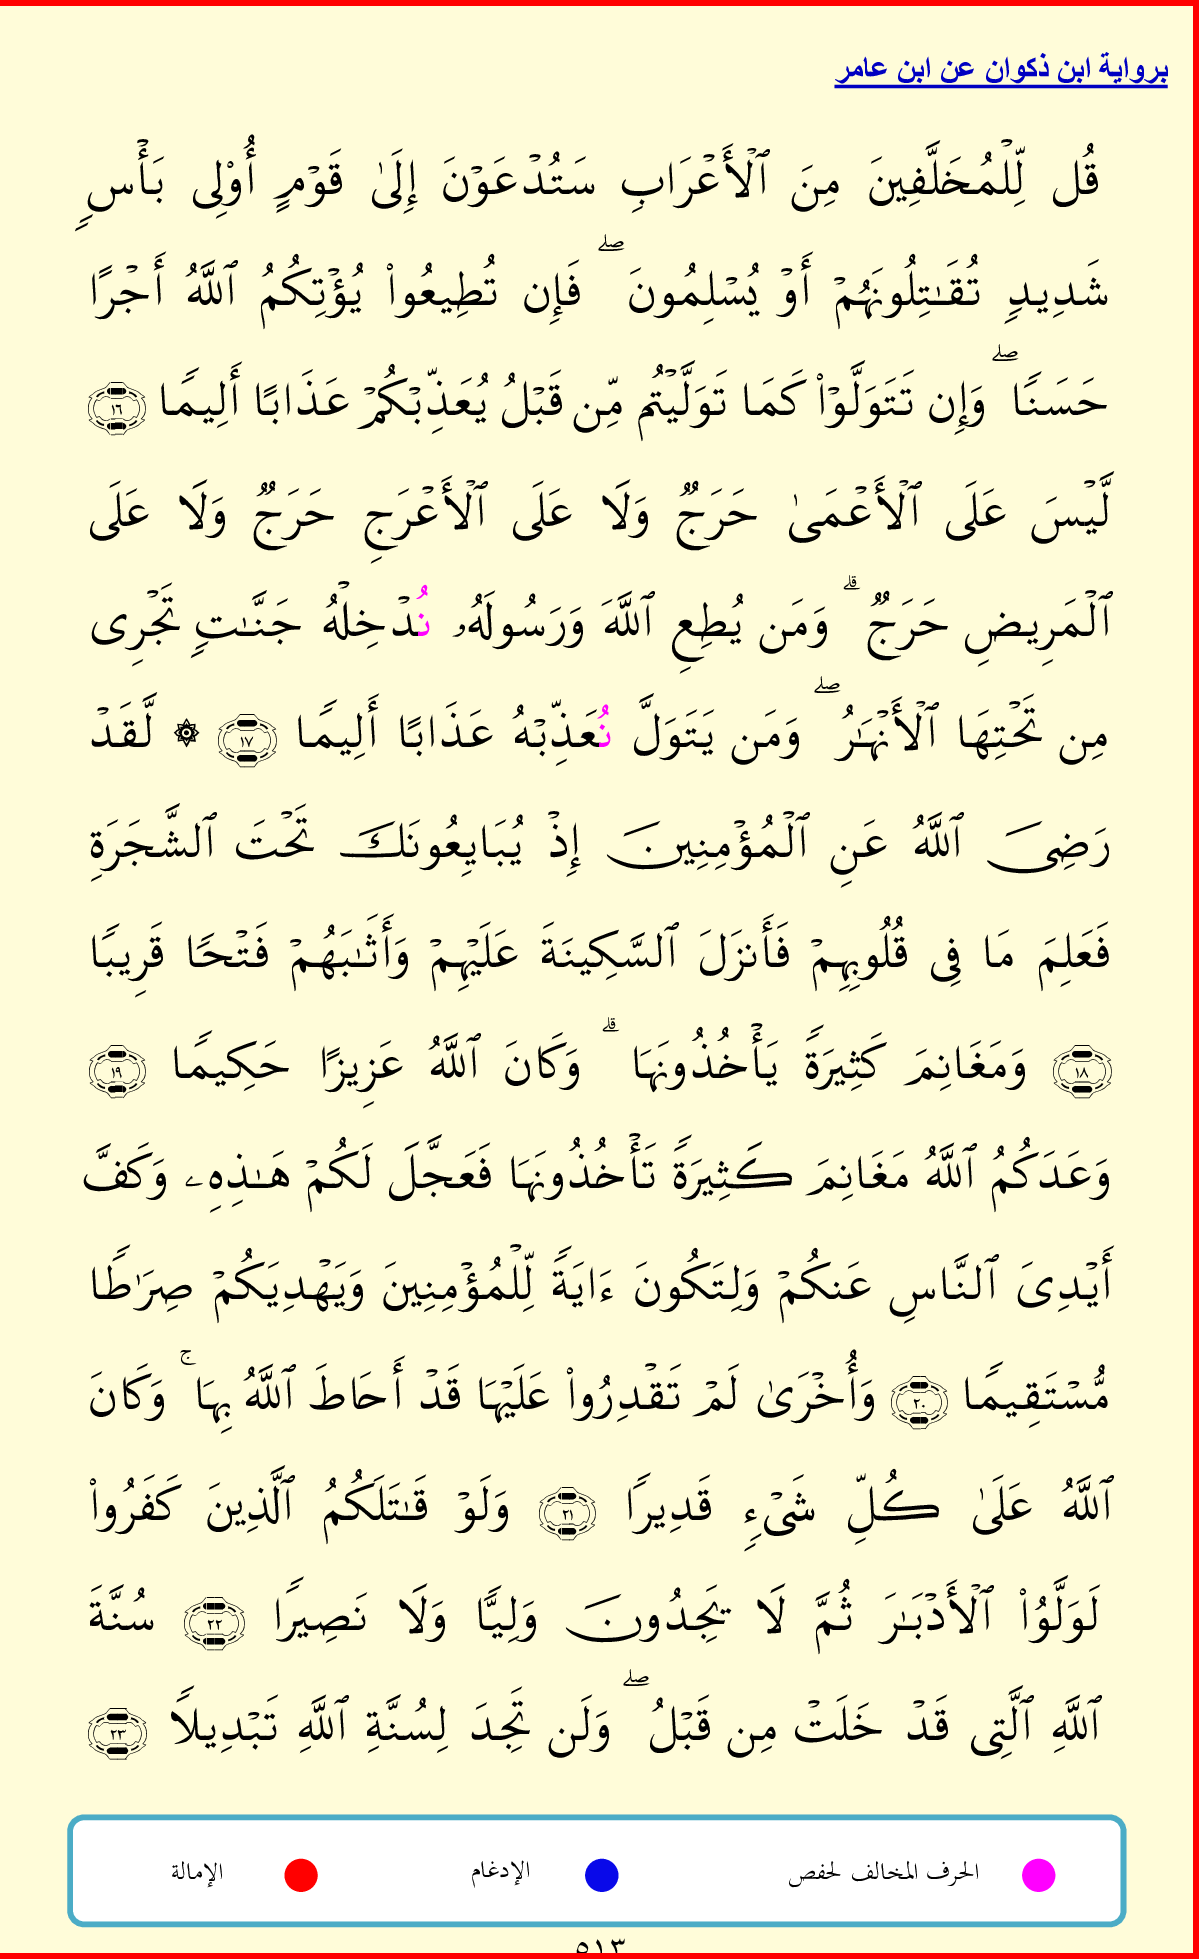 برواية ابن ذكوان عن ابن عامر
قُل لِّلْمُخَلَّفِينَ مِنَ ٱلْأَعْرَابِ سَتُدْعَوْنَ إِلَىٰ قَوْمٍ أُوْلِى بَأْسٍ
شَدِيدٍ تُقَـٰتِلُونَهُمْ أَوْ يُسْلِمُونَ ۖ فَإِن تُطِيعُوا۟ يُؤْتِكُمُ ٱللَّهُ أَجْرًا
حَسَنًا ۖ وَإِن تَتَوَلَّوْا۟ كَمَا تَوَلَّيْتُم مِّن قَبْلُ يُعَذِّبْكُمْ عَذَابًا أَلِيمًا ١٦
لَّيْسَ عَلَى ٱلْأَعْمَىٰ حَرَجٌ وَلَا عَلَى ٱلْأَعْرَجِ حَرَجٌ وَلَا عَلَى
ٱلْمَرِيضِ حَرَجٌ ۗ وَمَن يُطِعِ ٱللَّهَ وَرَسُولَهُۥ نُدْخِلْهُ جَنَّـٰتٍ تَجْرِى
مِن تَحْتِهَا ٱلْأَنْهَـٰرُ ۖ وَمَن يَتَوَلَّ نُعَذِّبْهُ عَذَابًا أَلِيمًا ١٧ ۞ لَّقَدْ
رَضِىَ ٱللَّهُ عَنِ ٱلْمُؤْمِنِينَ إِذْ يُبَايِعُونَكَ تَحْتَ ٱلشَّجَرَةِ
فَعَلِمَ مَا فِى قُلُوبِهِمْ فَأَنزَلَ ٱلسَّكِينَةَ عَلَيْهِمْ وَأَثَـٰبَهُمْ فَتْحًا قَرِيبًا
١٨ وَمَغَانِمَ كَثِيرَةً يَأْخُذُونَهَا ۗ وَكَانَ ٱللَّهُ عَزِيزًا حَكِيمًا ١٩
وَعَدَكُمُ ٱللَّهُ مَغَانِمَ كَثِيرَةً تَأْخُذُونَهَا فَعَجَّلَ لَكُمْ هَـٰذِهِۦ وَكَفَّ
أَيْدِىَ ٱلنَّاسِ عَنكُمْ وَلِتَكُونَ ءَايَةً لِّلْمُؤْمِنِينَ وَيَهْدِيَكُمْ صِرَٰطًا
مُّسْتَقِيمًا ٢٠ وَأُخْرَىٰ لَمْ تَقْدِرُوا۟ عَلَيْهَا قَدْ أَحَاطَ ٱللَّهُ بِهَا ۚ وَكَانَ
ٱللَّهُ عَلَىٰ كُلِّ شَىْءٍ قَدِيرًا ٢١ وَلَوْ قَـٰتَلَكُمُ ٱلَّذِينَ كَفَرُوا۟
لَوَلَّوُا۟ ٱلْأَدْبَـٰرَ ثُمَّ لَا يَجِدُونَ وَلِيًّا وَلَا نَصِيرًا ٢٢ سُنَّةَ
ٱللَّهِ ٱلَّتِى قَدْ خَلَتْ مِن قَبْلُ ۖ وَلَن تَجِدَ لِسُنَّةِ ٱللَّهِ تَبْدِيلًا ٢٣
الحرف المخالف لحفص الإدغام الإمالة
٥١٣